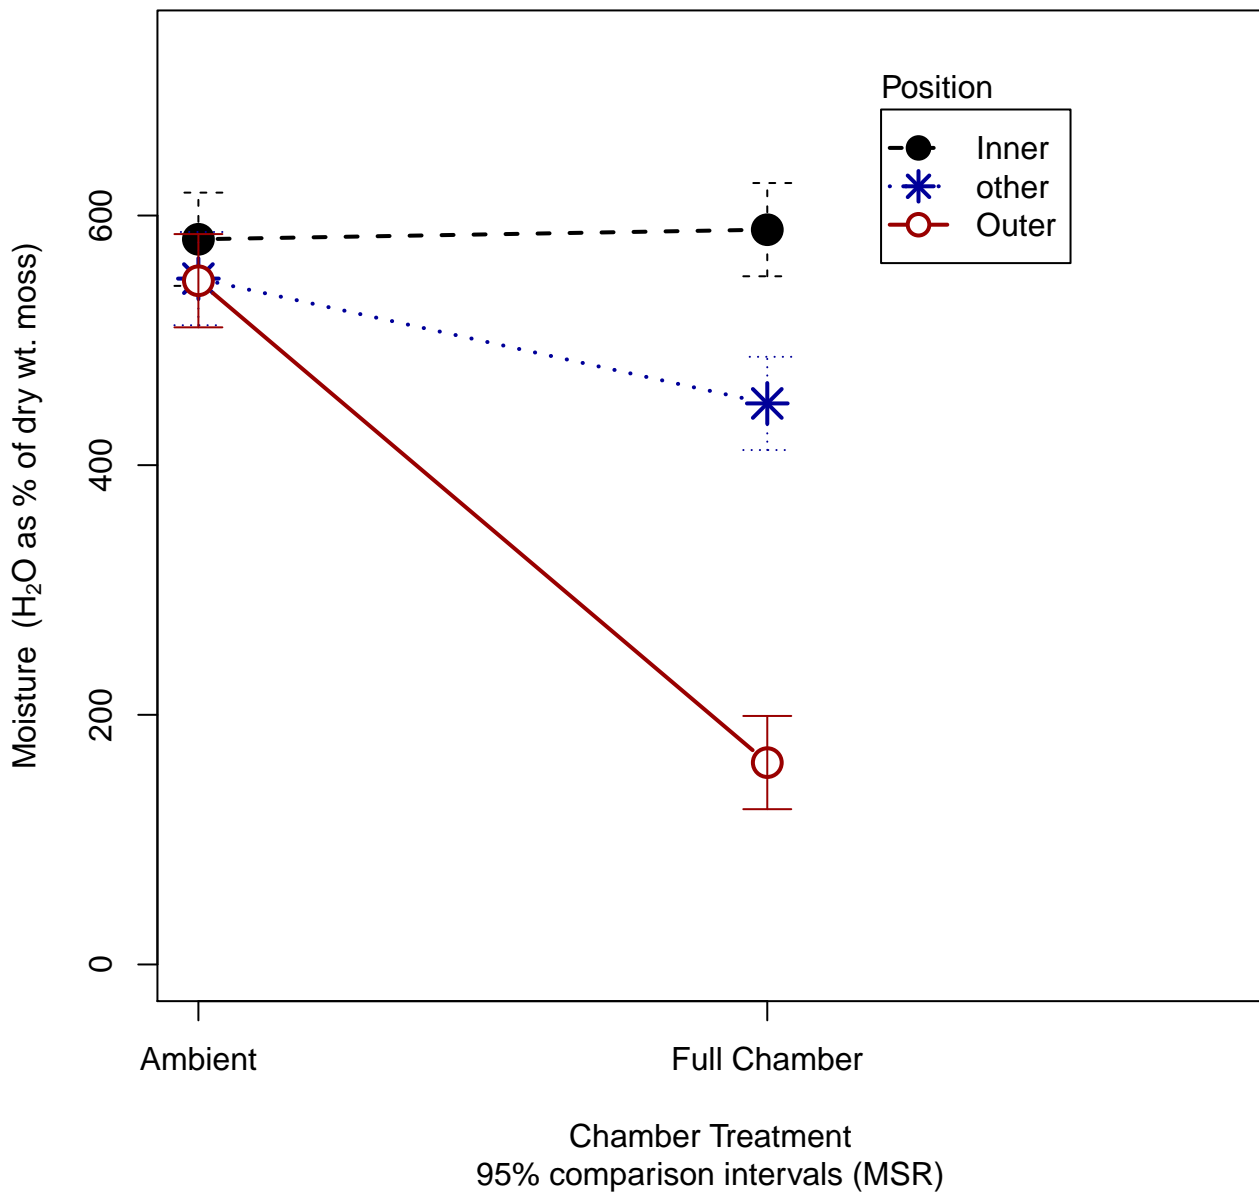 Position
Inner
other
Outer
Moisture (H₂O as % of dry wt. moss)
600
400
200
0
Ambient
Full Chamber
Chamber Treatment
95% comparison intervals (MSR)